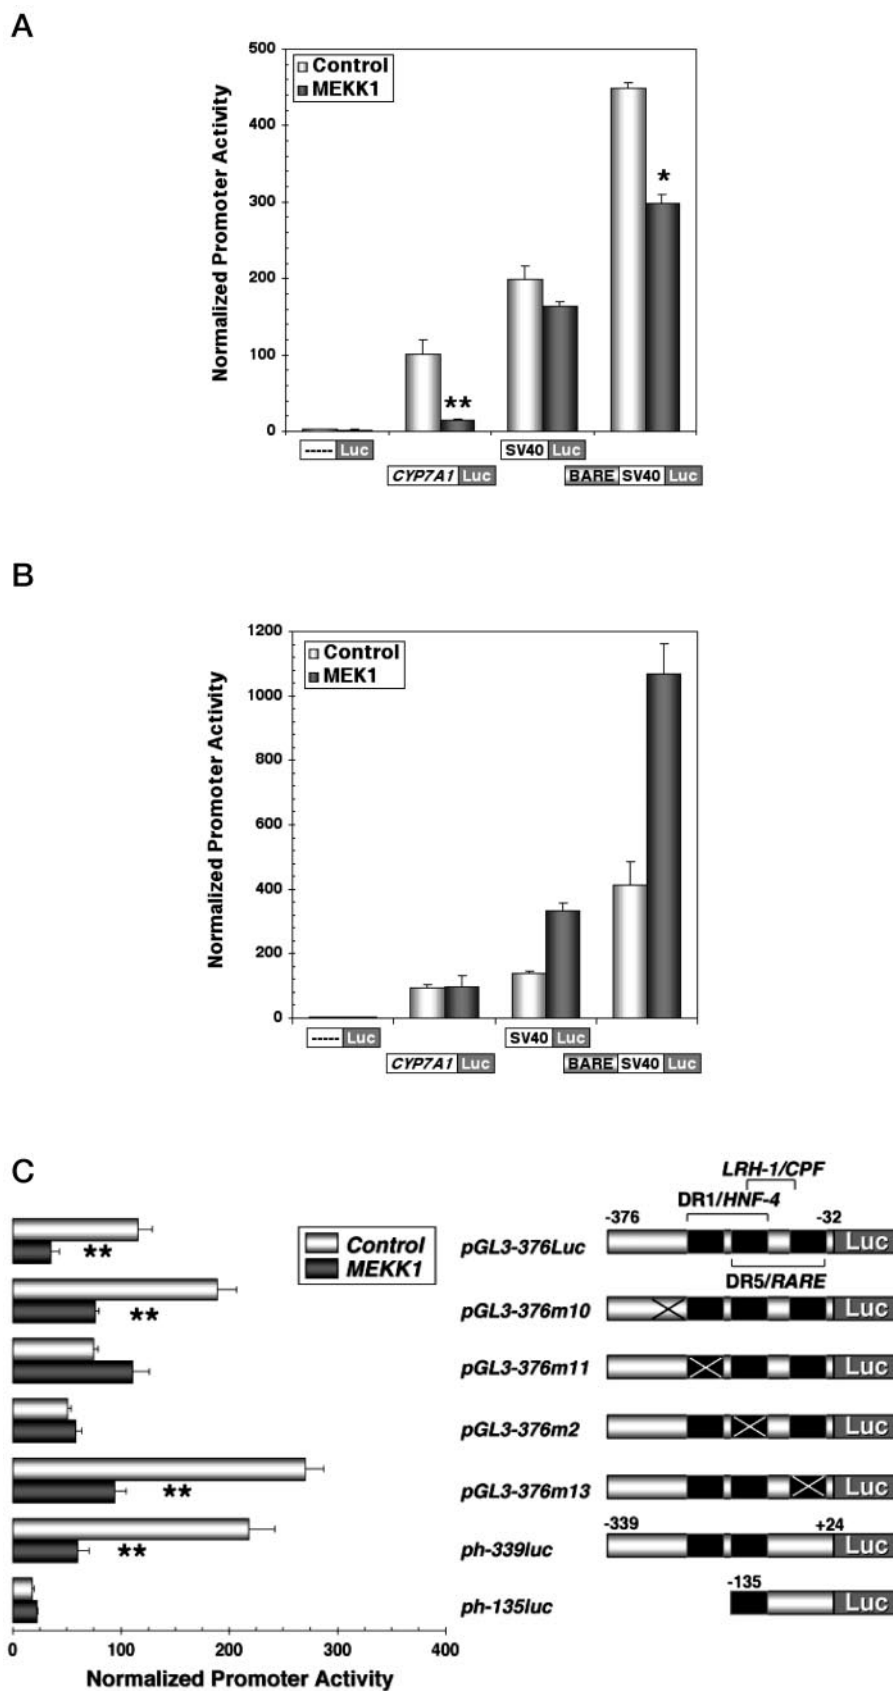 A
Normalized Promoter Activity
500
400
300
200
100
0
Control
MEKK1
**
*
----- Luc
CYP7A1 Luc
SV40 Luc
BARE SV40 Luc
B
Normalized Promoter Activity
1200
1000
800
600
400
200
0
Control
MEK1
----- Luc
CYP7A1 Luc
SV40 Luc
BARE SV40 Luc
C
**
**
**
**
Control
MEKK1
0 100 200 300 400
Normalized Promoter Activity
LRH-1/CPF
DR1/HNF-4
-376 -32
pGL3-376Luc Luc
DR5/RARE
pGL3-376m10 Luc
pGL3-376m11 Luc
pGL3-376m2 Luc
pGL3-376m13 Luc
-339 +24
ph-339luc Luc
-135
ph-135luc Luc